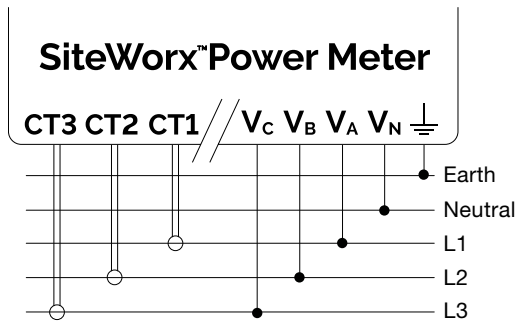 SiteWorx™ Power Meter
CT3 CT2 CT1 // VC VB VA VN
Earth
Neutral
L1
L2
L3